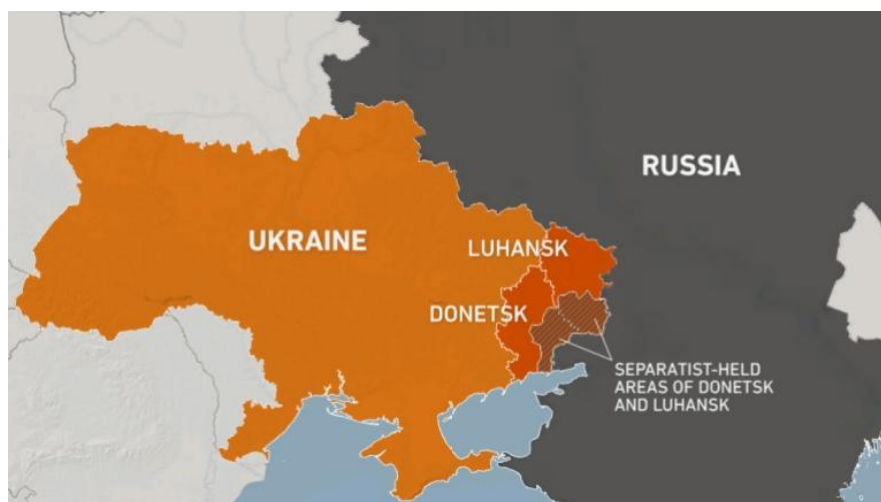 RUSSIA
UKRAINE
LUHANSK
DONETSK
SEPARATIST-HELD
AREAS OF DONETSK
AND LUHANSK